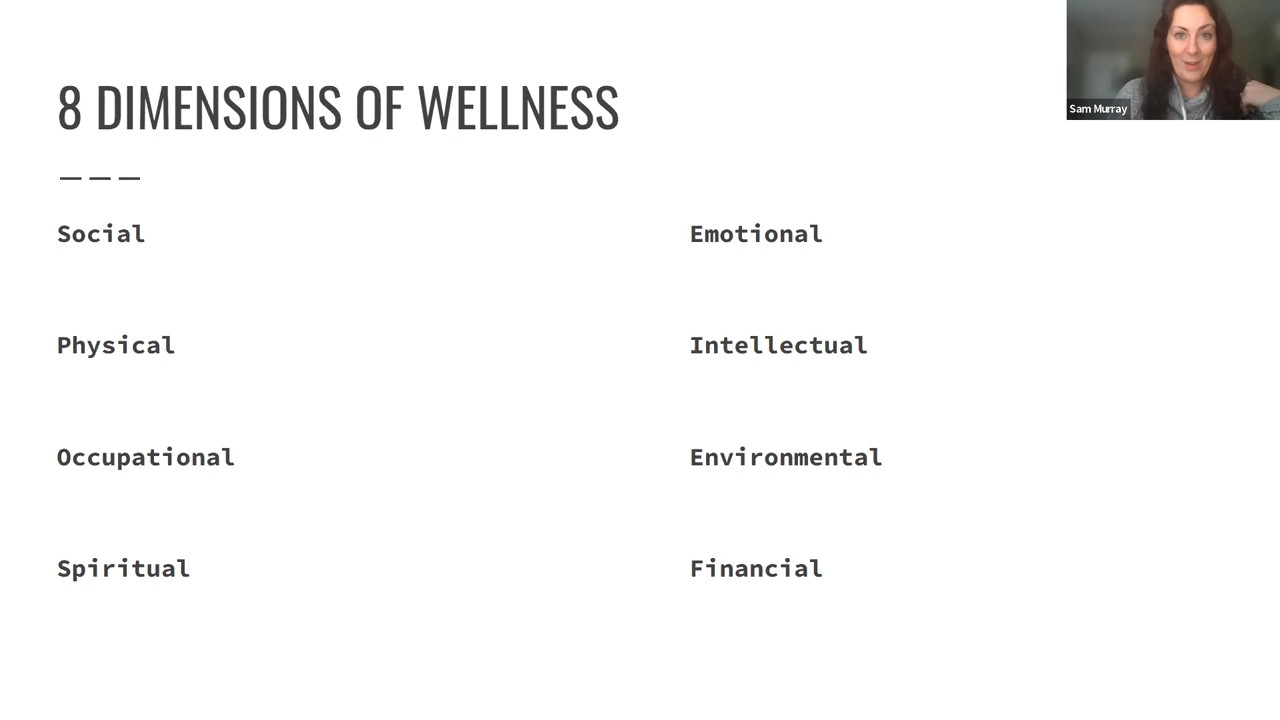 8 DIMENSIONS OF WELLNESS
Sam Murray
Social
Physical
Occupational
Spiritual
Emotional
Intellectual
Environmental
Financial